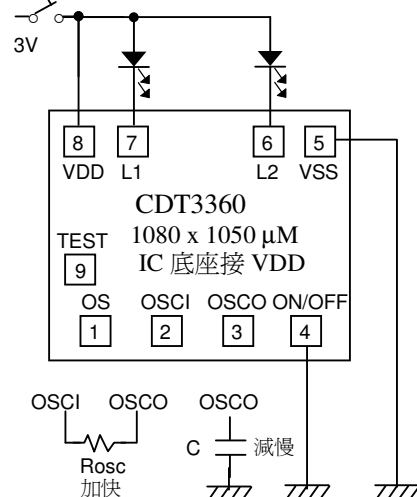 3V
8 7 6 5
VDD L1 L2 VSS
CDT3360
1080 x 1050 μM
IC 底座接 VDD
TEST
9
OS OSCI OSCO ON/OFF
1 2 3 4
OSCI OSCO OSCO
C 減慢
Rosc
加快